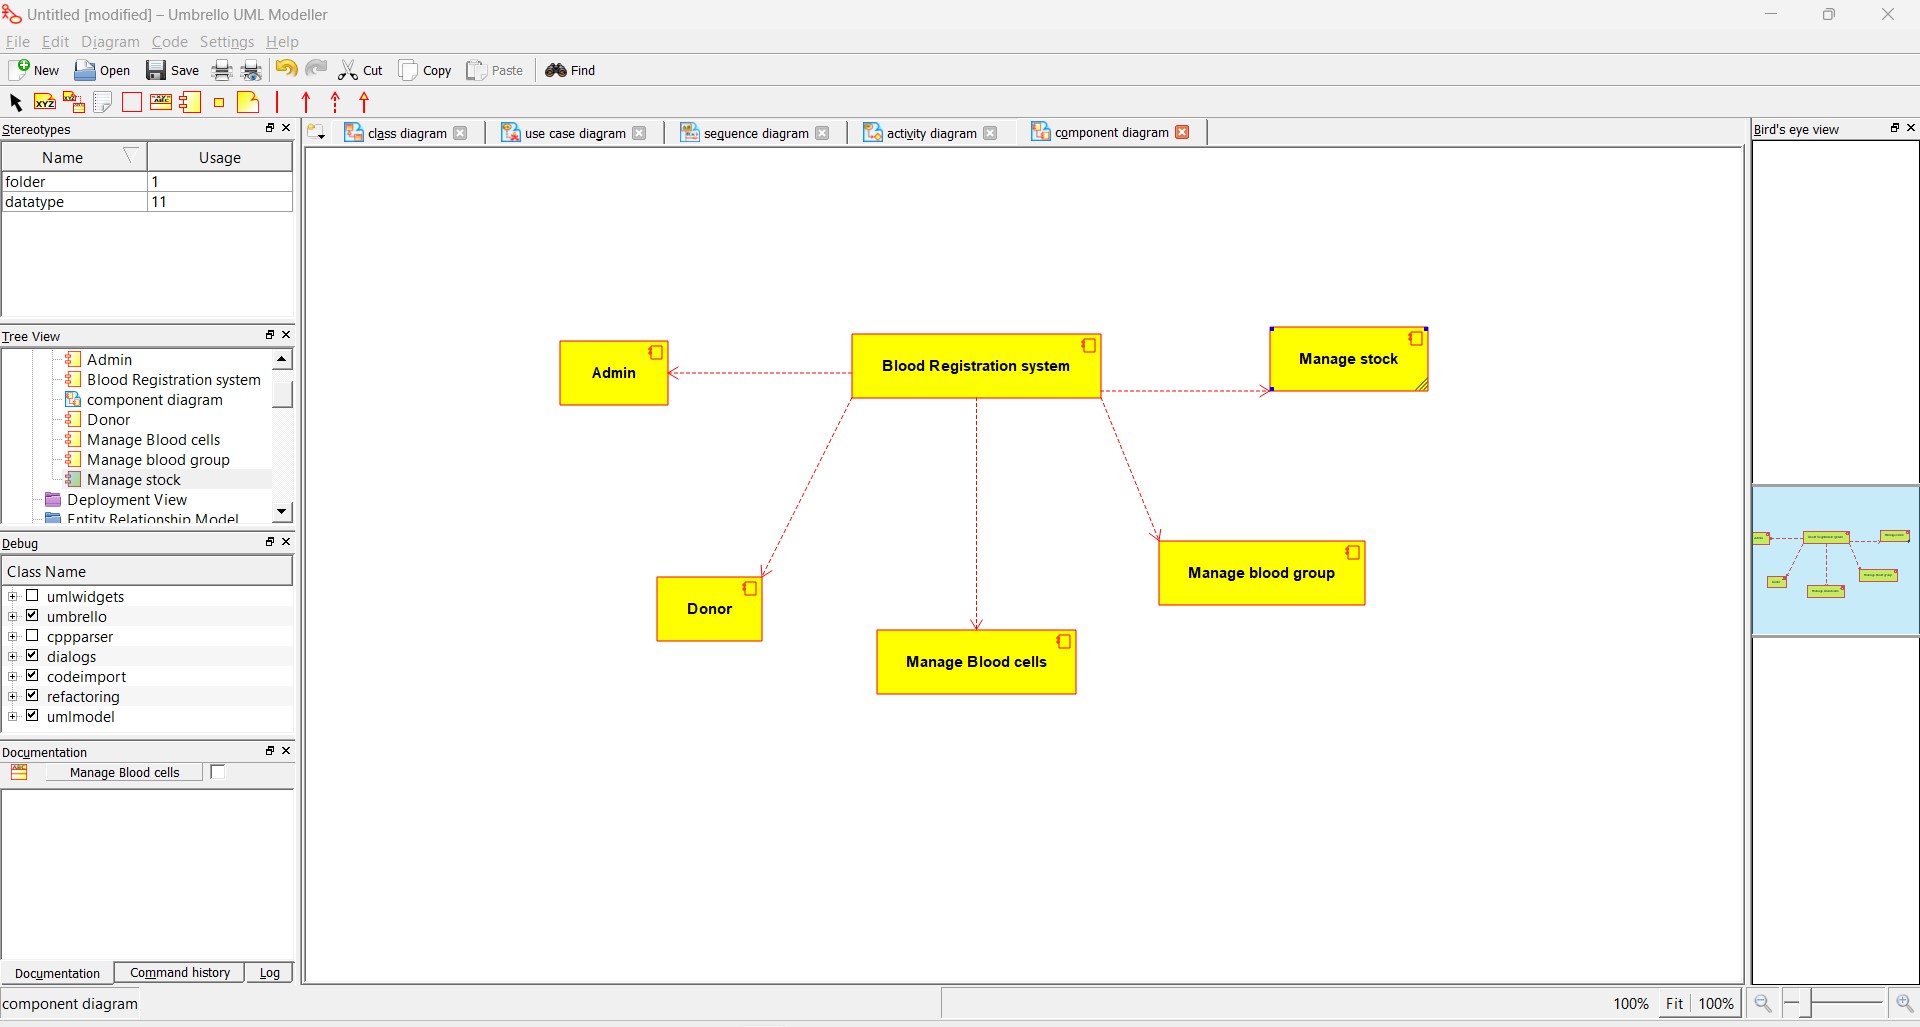 Untitled [modified] – Umbrello UML Modeller
File Edit Diagram Code Settings Help
New Open Save Cut Copy Paste Find
XYZ
Stereotypes
Name Usage
folder 1
datatype 11
Tree View
Admin
Blood Registration system
component diagram
Donor
Manage Blood cells
Manage blood group
Manage stock
Deployment View
Entity Relationship Model
Debug
Class Name
umlwidgets
umbrello
cppparser
dialogs
codeimport
refactoring
umlmodel
Documentation
Manage Blood cells
Documentation Command history Log
component diagram
class diagram use case diagram sequence diagram activity diagram component diagram
Admin
Blood Registration system
Manage stock
Donor
Manage Blood cells
Manage blood group
Bird's eye view
100% Fit 100%